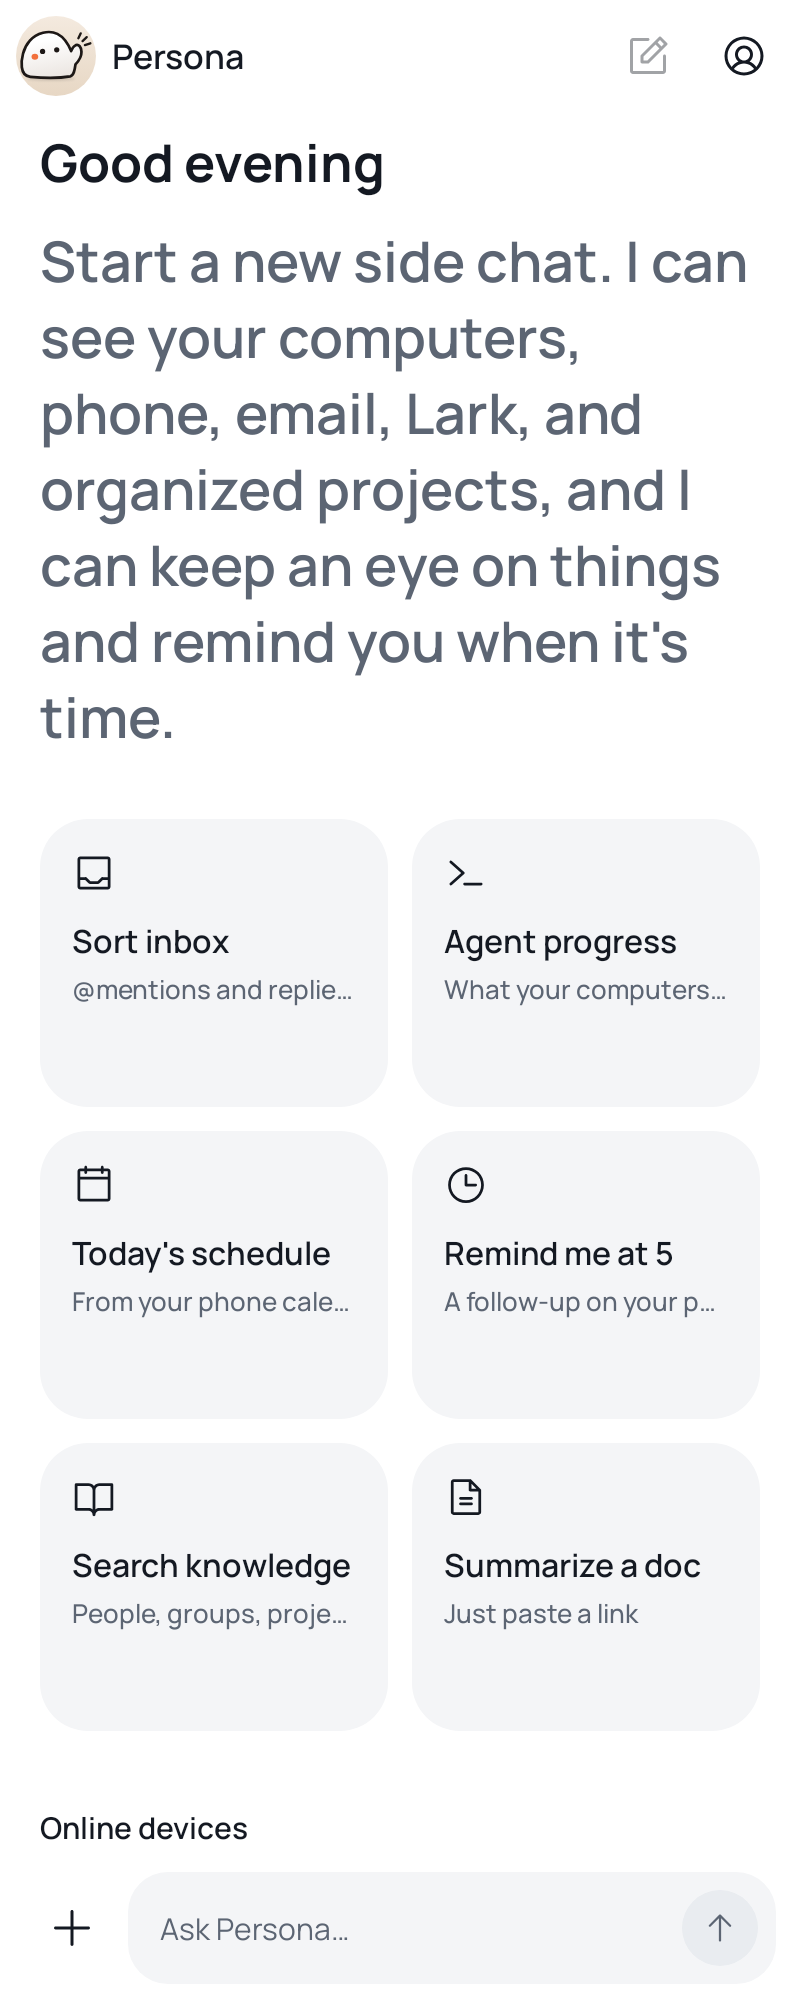 Persona
Good evening
Start a new side chat. I can
see your computers,
phone, email, Lark, and
organized projects, and I
can keep an eye on things
and remind you when it's
time.
Sort inbox
@mentions and replie…
Agent progress
What your computers…
Today's schedule
From your phone cale…
Remind me at 5
A follow-up on your p…
Search knowledge
People, groups, proje…
Summarize a doc
Just paste a link
Online devices
Ask Persona…